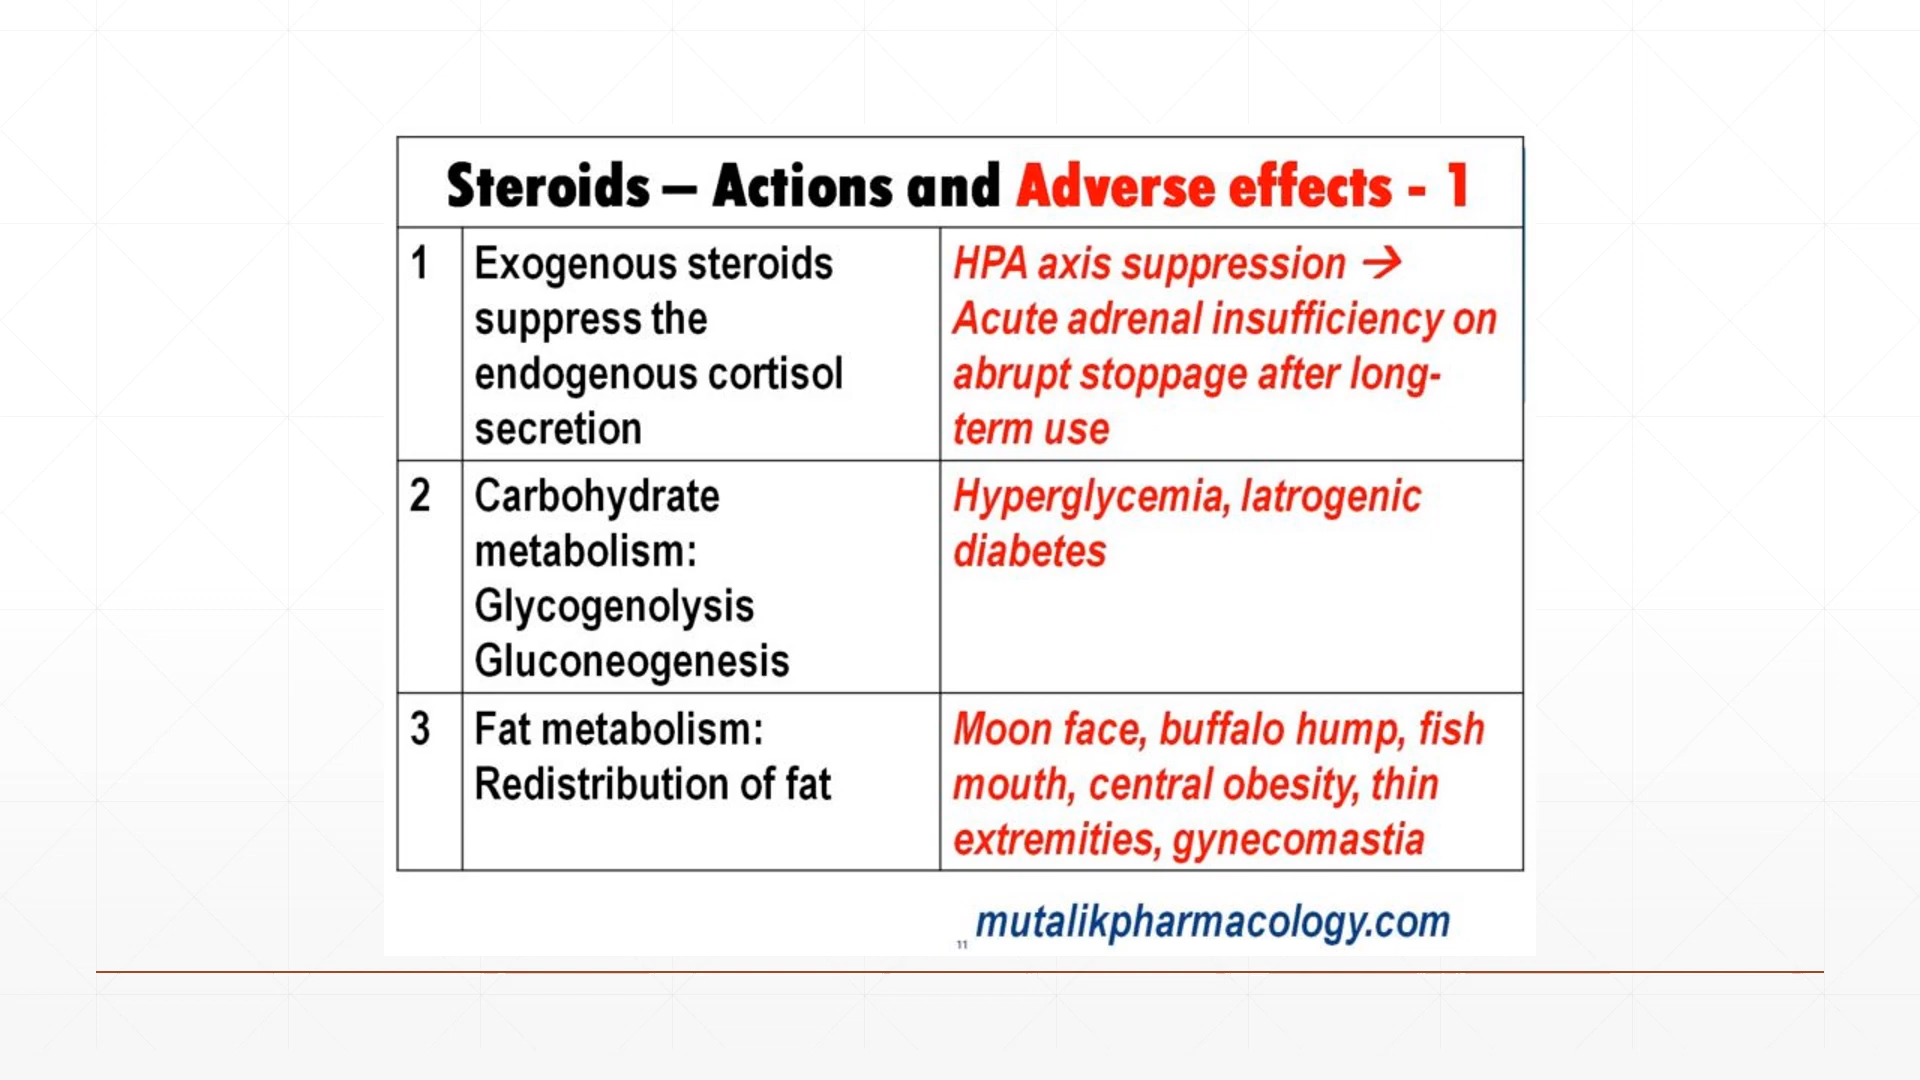 Steroids – Actions and Adverse effects - 1
1
Exogenous steroids
suppress the
endogenous cortisol
secretion
HPA axis suppression →
Acute adrenal insufficiency on
abrupt stoppage after long-
term use
2
Carbohydrate
metabolism:
Glycogenolysis
Gluconeogenesis
Hyperglycemia, Iatrogenic
diabetes
3
Fat metabolism:
Redistribution of fat
Moon face, buffalo hump, fish
mouth, central obesity, thin
extremities, gynecomastia
11
mutalikpharmacology.com